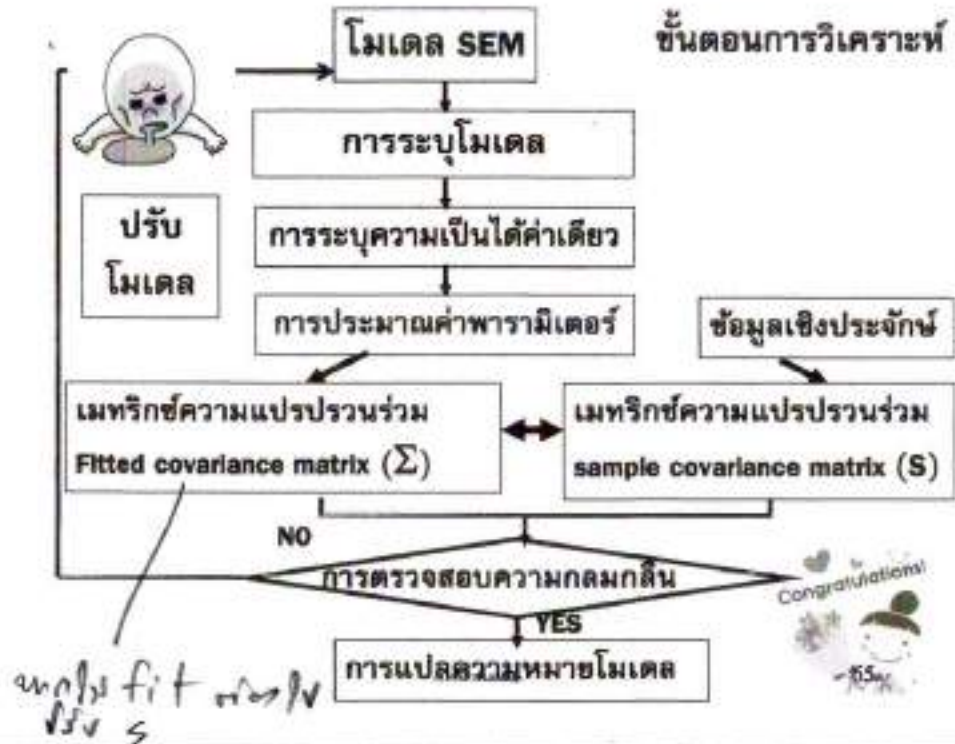 โมเดล SEM
ขั้นตอนการวิเคราะห์
การระบุโมเดล
ปรับ
โมเดล
การระบุความเป็นได้ค่าเดียว
การประมาณค่าพารามิเตอร์
ข้อมูลเชิงประจักษ์
เมทริกซ์ความแปรปรวนร่วม
Fitted covariance matrix (Σ)
เมทริกซ์ความแปรปรวนร่วม
sample covariance matrix (S)
NO
การตรวจสอบความกลมกลืน
Congratulations!
YES
การแปลความหมายโมเดล
fit
S